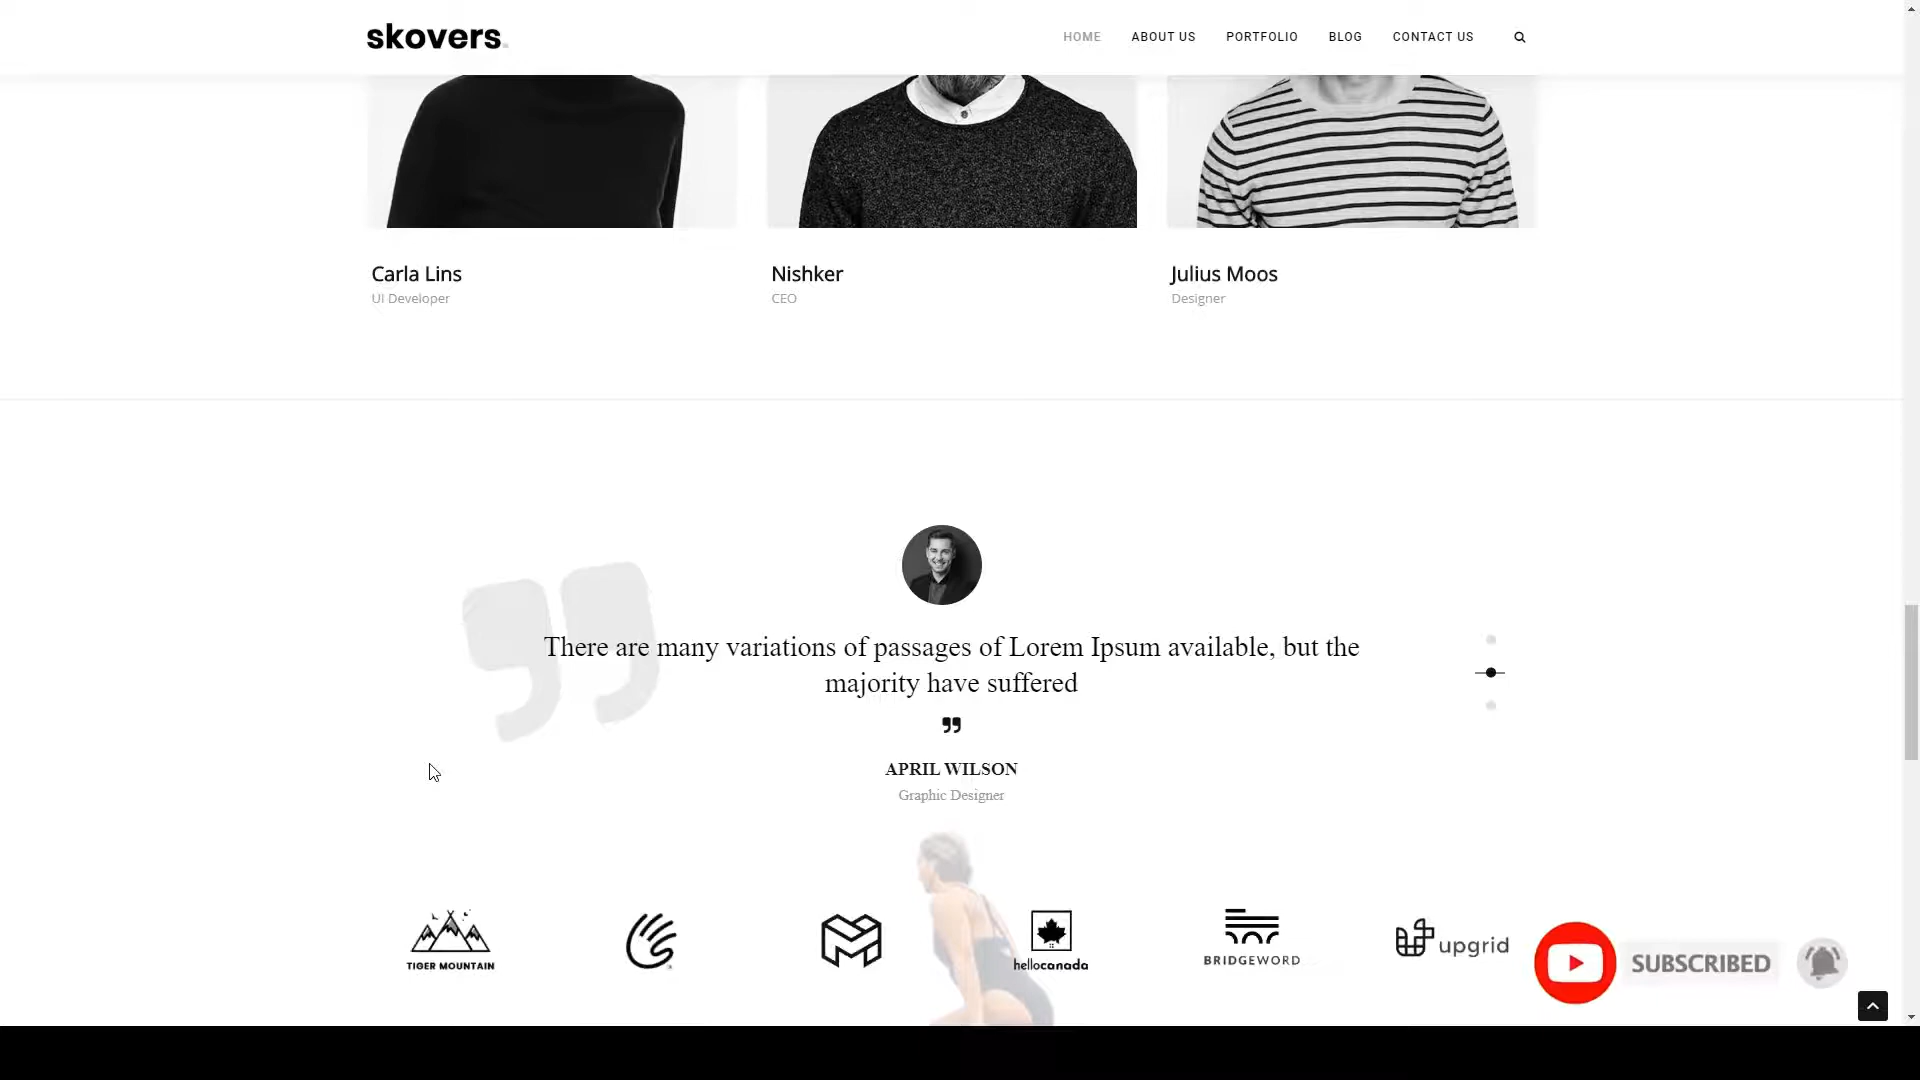 skovers.
HOME ABOUT US PORTFOLIO BLOG CONTACT US
Carla Lins
UI Developer
Nishker
CEO
Julius Moos
Designer
There are many variations of passages of Lorem Ipsum available, but the
majority have suffered
”
APRIL WILSON
Graphic Designer
TIGER MOUNTAIN
hellocanada
BRIDGEWORD
upgrid
SUBSCRIBED